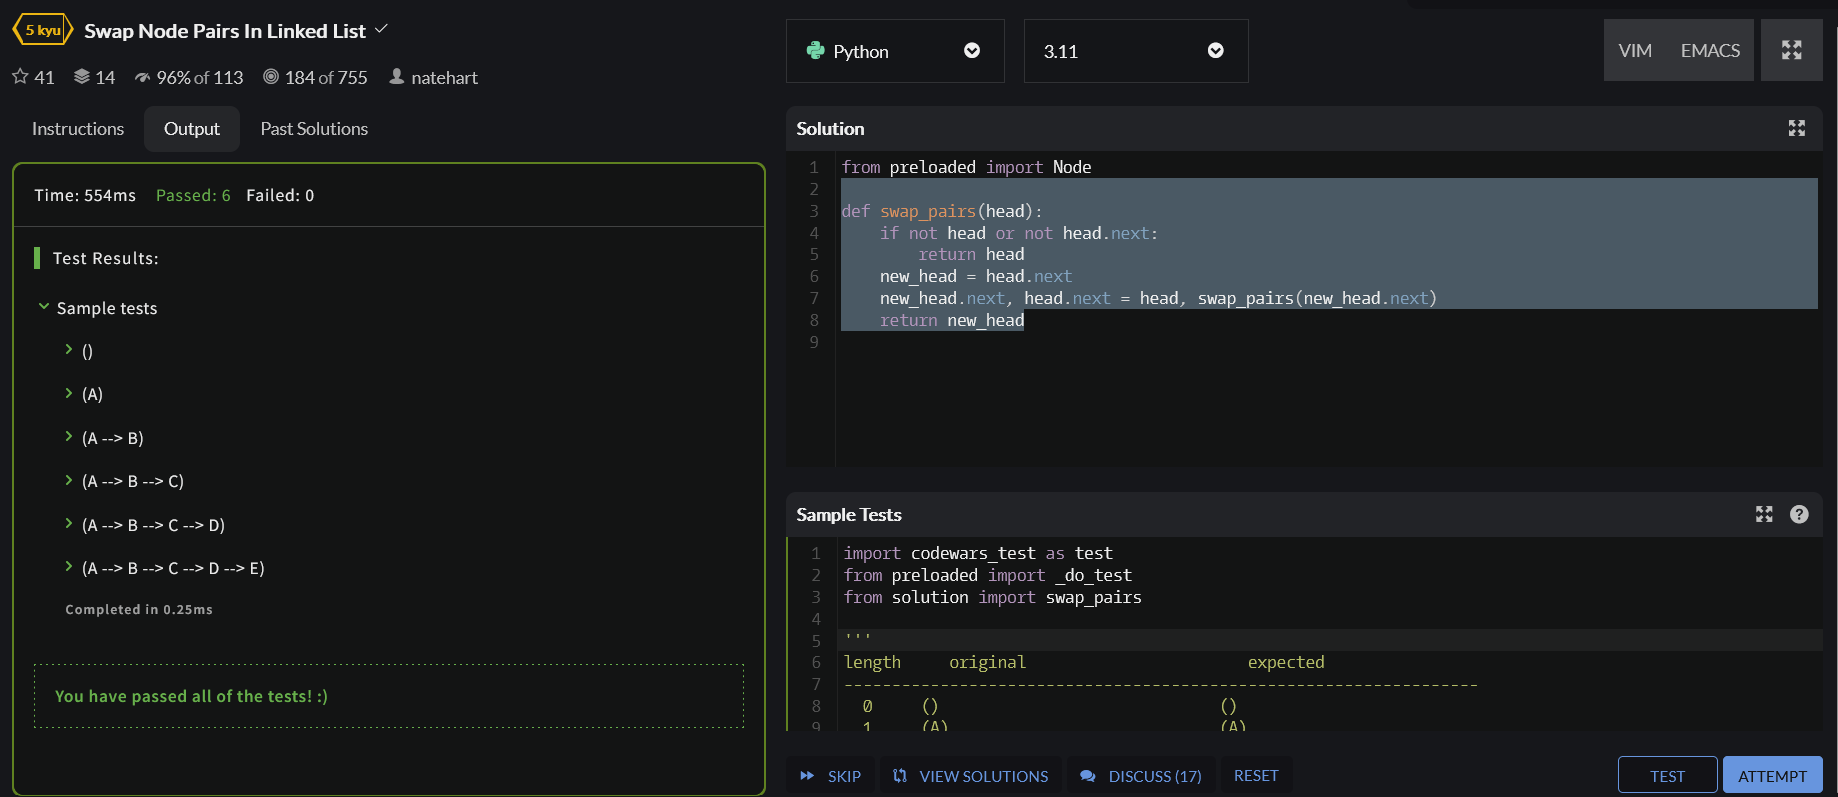 5 kyu Swap Node Pairs In Linked List
41 14 96% of 113 184 of 755 natehart
Instructions Output Past Solutions
Time: 554ms Passed: 6 Failed: 0
Test Results:
Sample tests
()
(A)
(A --> B)
(A --> B --> C)
(A --> B --> C --> D)
(A --> B --> C --> D --> E)
Completed in 0.25ms
You have passed all of the tests! :)
Python 3.11 VIM EMACS
Solution
1 from preloaded import Node
2
3 def swap_pairs(head):
4     if not head or not head.next:
5         return head
6     new_head = head.next
7     new_head.next, head.next = head, swap_pairs(new_head.next)
8     return new_head
9
Sample Tests
1 import codewars_test as test
2 from preloaded import _do_test
3 from solution import swap_pairs
4
5 '''
6 length     original                       expected
7 ------------------------------------------------------------------
8   0     ()                              ()
9   1     (A)                             (A)
SKIP VIEW SOLUTIONS DISCUSS (17) RESET TEST ATTEMPT